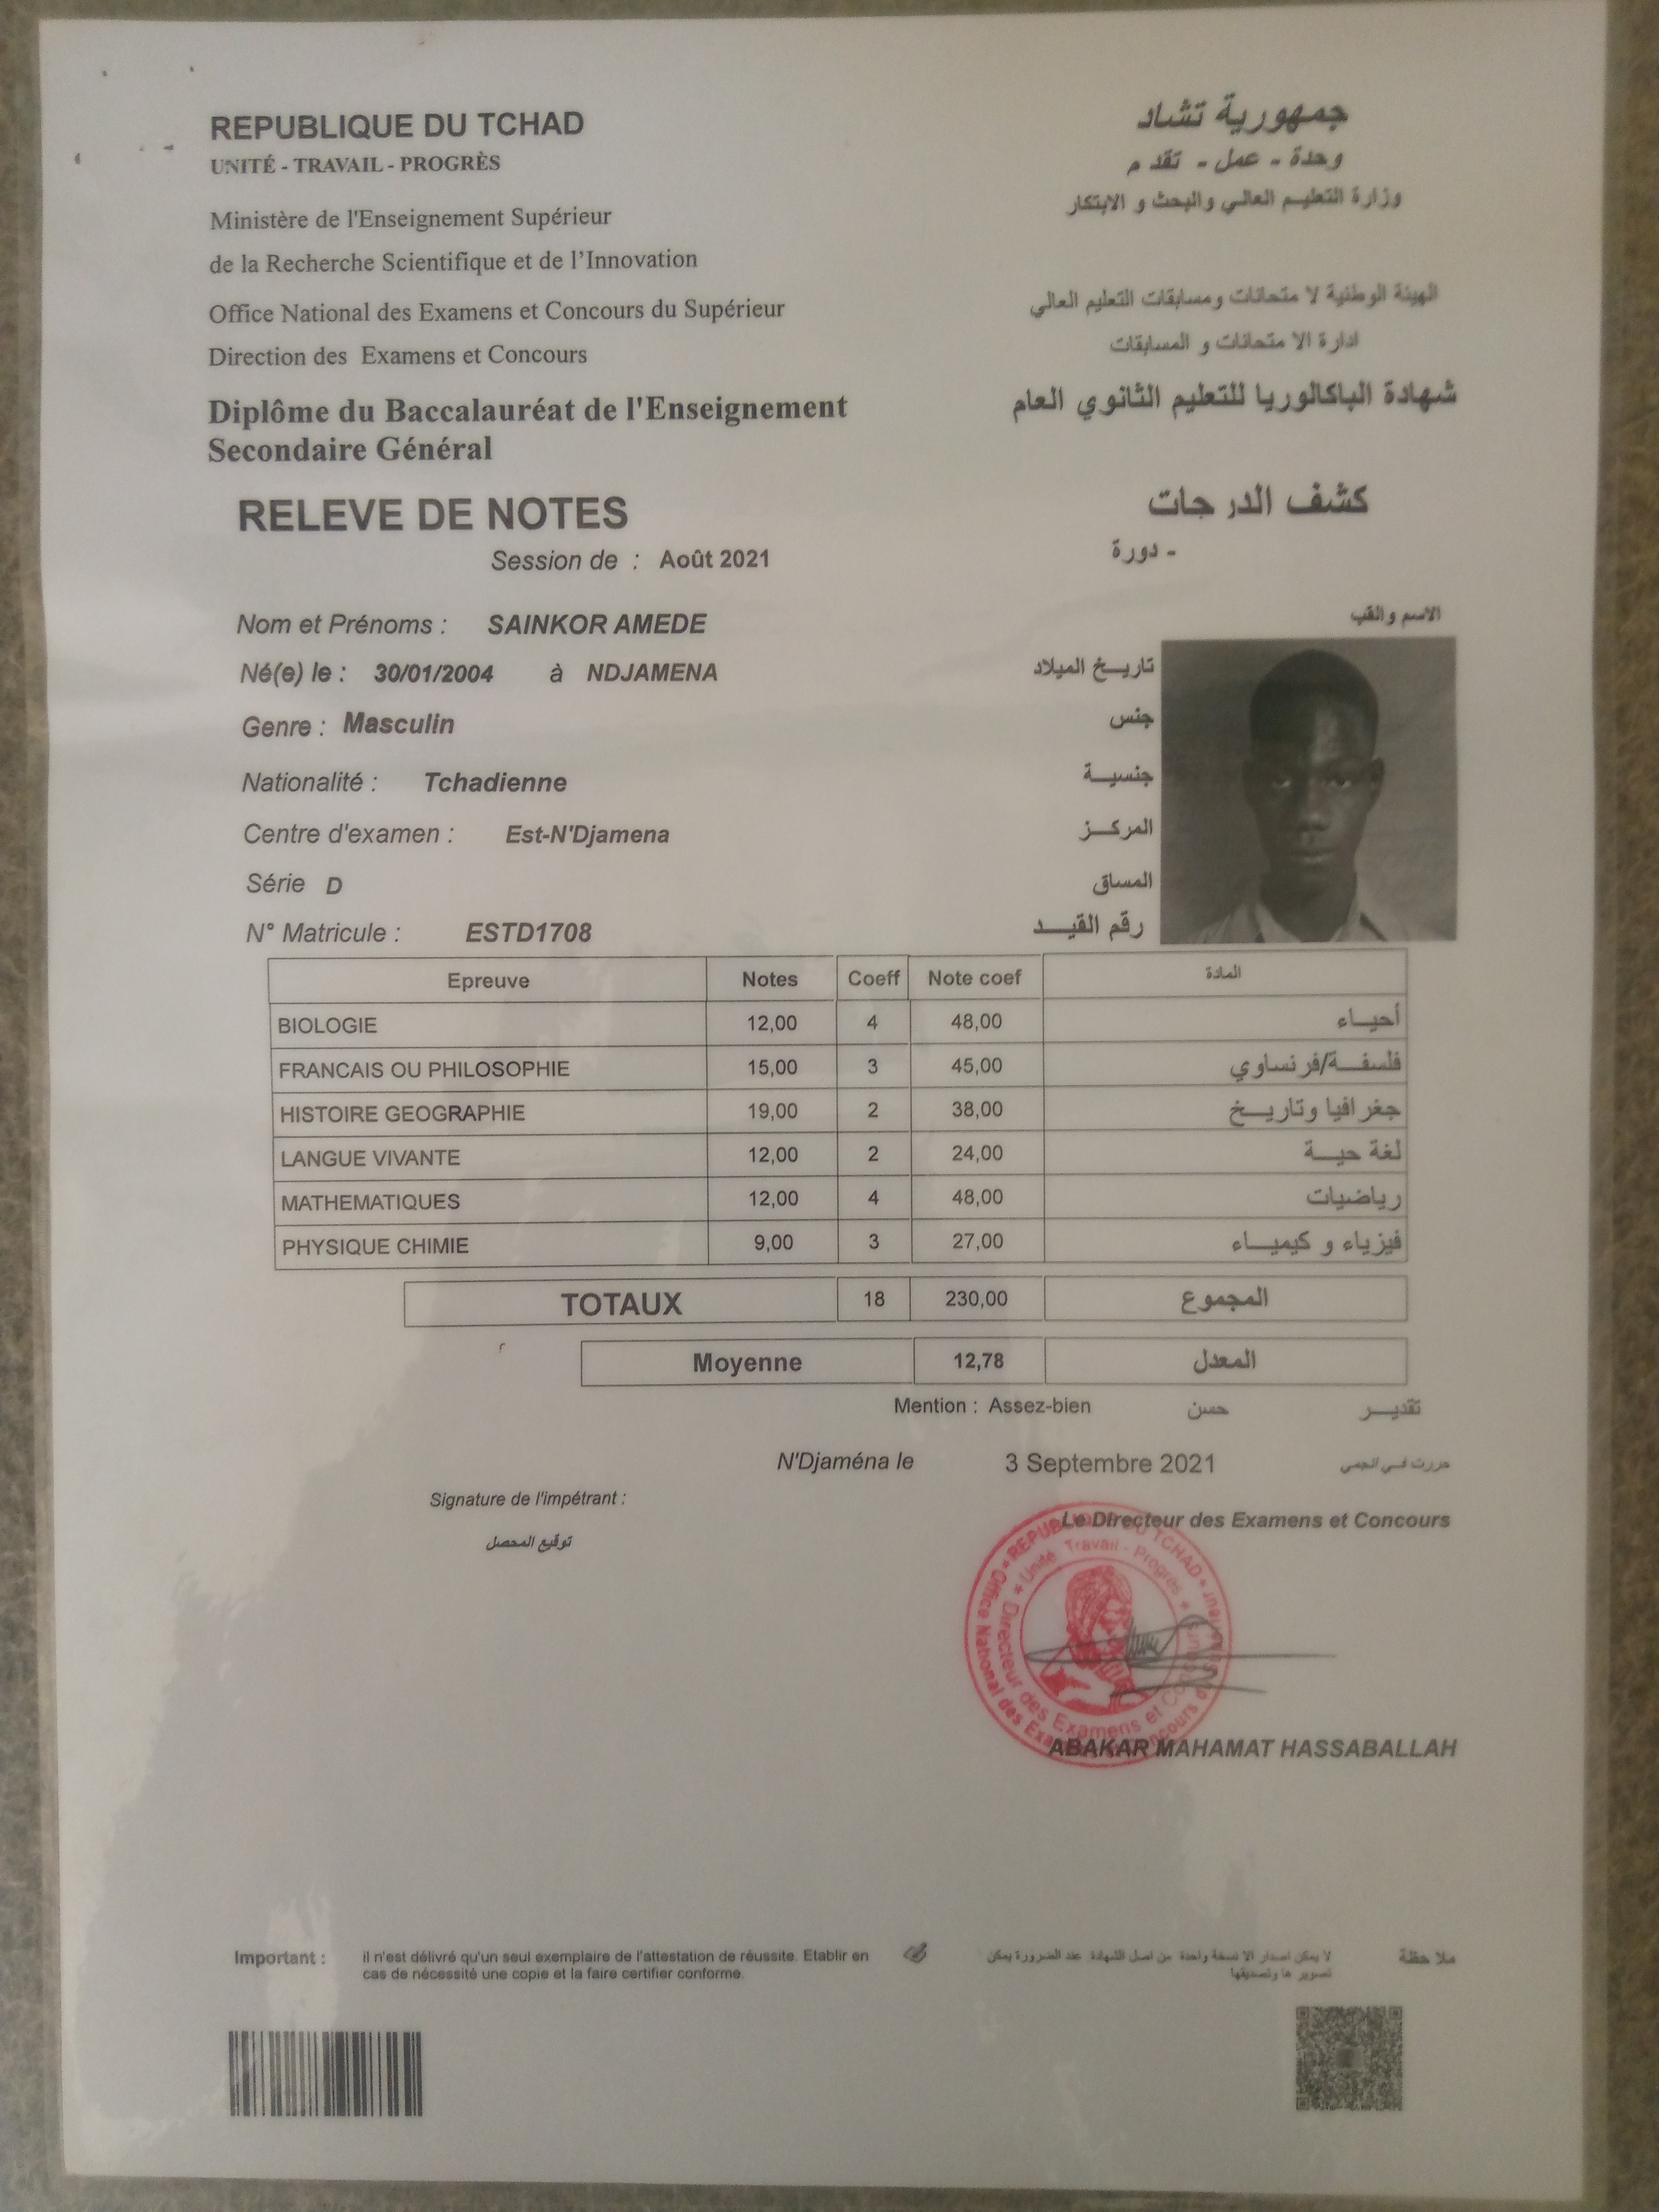 REPUBLIQUE DU TCHAD
UNITÉ - TRAVAIL - PROGRÈS
Ministère de l'Enseignement Supérieur
de la Recherche Scientifique et de l'Innovation
Office National des Examens et Concours du Supérieur
Direction des Examens et Concours
Diplôme du Baccalauréat de l'Enseignement
Secondaire Général
جمهورية تشاد
وحدة - عمل - تقدم
وزارة التعليم العالي والبحث و الابتكار
الهيئة الوطنية لا متحانات ومسابقات التعليم العالي
ادارة الا متحانات و المسابقات
شهادة الباكالوريا للتعليم الثانوي العام
RELEVE DE NOTES كشف الدرجات
Session de : Août 2021 - دورة
Nom et Prénoms : SAINKOR AMEDE الاسم والقب
Né(e) le : 30/01/2004 à NDJAMENA تاريخ الميلاد
Genre : Masculin جنس
Nationalité : Tchadienne جنسية
Centre d'examen : Est-N'Djamena المركز
Série D المساق
N° Matricule : ESTD1708 رقم القيد
Epreuve Notes Coeff Note coef المادة
BIOLOGIE 12,00 4 48,00 أحياء
FRANCAIS OU PHILOSOPHIE 15,00 3 45,00 فلسفة/فرنساوي
HISTOIRE GEOGRAPHIE 19,00 2 38,00 جغرافيا وتاريخ
LANGUE VIVANTE 12,00 2 24,00 لغة حية
MATHEMATIQUES 12,00 4 48,00 رياضيات
PHYSIQUE CHIMIE 9,00 3 27,00 فيزياء و كيمياء
TOTAUX 18 230,00 المجموع
Moyenne 12,78 المعدل
Mention : Assez-bien حسن تقدير
N'Djaména le 3 Septembre 2021 حررت في
Signature de l'impétrant :
توقيع المحصل
Le Directeur des Examens et Concours
REPUBLIQUE DU TCHAD
Unité Travail - Progrès
Office National des Examens et Concours du
Directeur des Examens et Concours
ABAKAR MAHAMAT HASSABALLAH
Important : il n'est délivré qu'un seul exemplaire de l'attestation de réussite. Etablir en
cas de nécessité une copie et la faire certifier conforme.
ملا حظة لا يمكن اصدار الا نسخة واحدة من اصل الشهادة عند الضرورة يمكن
تصوير ها وتصديقها